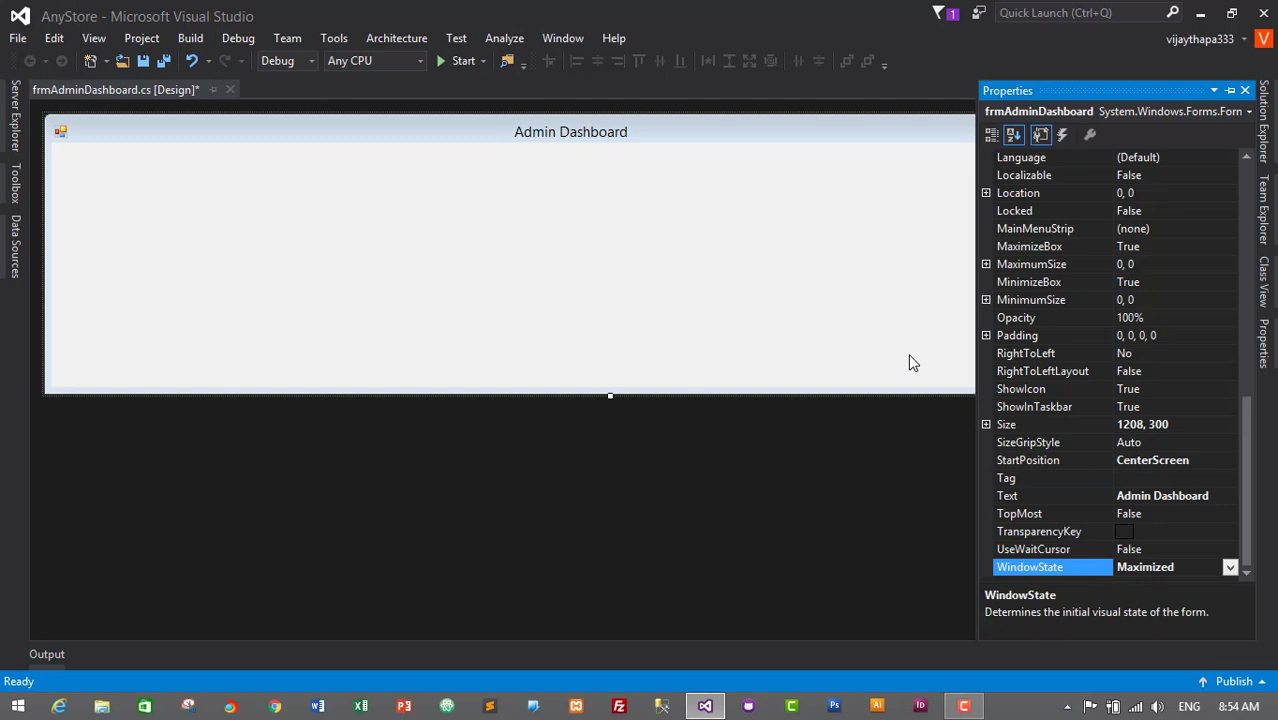 AnyStore - Microsoft Visual Studio
1
Quick Launch (Ctrl+Q)
File Edit View Project Build Debug Team Tools Architecture Test Analyze Window Help
vijaythapa333
V
Debug Any CPU Start
frmAdminDashboard.cs [Design]*
Properties
frmAdminDashboard System.Windows.Forms.Forn
Server Explorer
Toolbox
Data Sources
Admin Dashboard
Language (Default)
Localizable False
Location 0, 0
Locked False
MainMenuStrip (none)
MaximizeBox True
MaximumSize 0, 0
MinimizeBox True
MinimumSize 0, 0
Opacity 100%
Padding 0, 0, 0, 0
RightToLeft No
RightToLeftLayout False
ShowIcon True
ShowInTaskbar True
Size 1208, 300
SizeGripStyle Auto
StartPosition CenterScreen
Tag
Text Admin Dashboard
TopMost False
TransparencyKey
UseWaitCursor False
WindowState Maximized
WindowState
Determines the initial visual state of the form.
Solution Explorer
Team Explorer
Class View
Properties
Output
Ready
Publish
ENG 8:54 AM